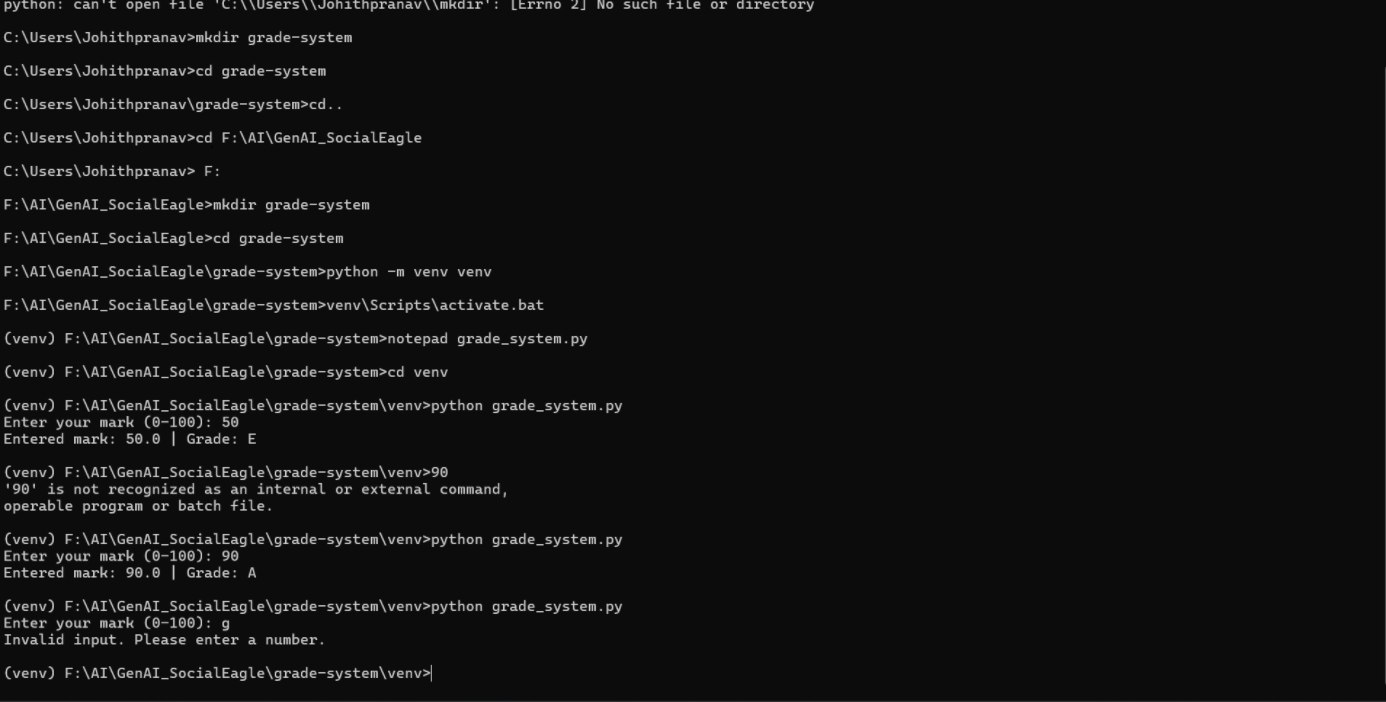 python: can't open file 'C:\\Users\\Johithpranav\\mkdir': [Errno 2] No such file or directory
C:\Users\Johithpranav>mkdir grade-system
C:\Users\Johithpranav>cd grade-system
C:\Users\Johithpranav\grade-system>cd..
C:\Users\Johithpranav>cd F:\AI\GenAI_SocialEagle
C:\Users\Johithpranav> F:
F:\AI\GenAI_SocialEagle>mkdir grade-system
F:\AI\GenAI_SocialEagle>cd grade-system
F:\AI\GenAI_SocialEagle\grade-system>python -m venv venv
F:\AI\GenAI_SocialEagle\grade-system>venv\Scripts\activate.bat
(venv) F:\AI\GenAI_SocialEagle\grade-system>notepad grade_system.py
(venv) F:\AI\GenAI_SocialEagle\grade-system>cd venv
(venv) F:\AI\GenAI_SocialEagle\grade-system\venv>python grade_system.py
Enter your mark (0-100): 50
Entered mark: 50.0 | Grade: E
(venv) F:\AI\GenAI_SocialEagle\grade-system\venv>90
'90' is not recognized as an internal or external command,
operable program or batch file.
(venv) F:\AI\GenAI_SocialEagle\grade-system\venv>python grade_system.py
Enter your mark (0-100): 90
Entered mark: 90.0 | Grade: A
(venv) F:\AI\GenAI_SocialEagle\grade-system\venv>python grade_system.py
Enter your mark (0-100): g
Invalid input. Please enter a number.
(venv) F:\AI\GenAI_SocialEagle\grade-system\venv>